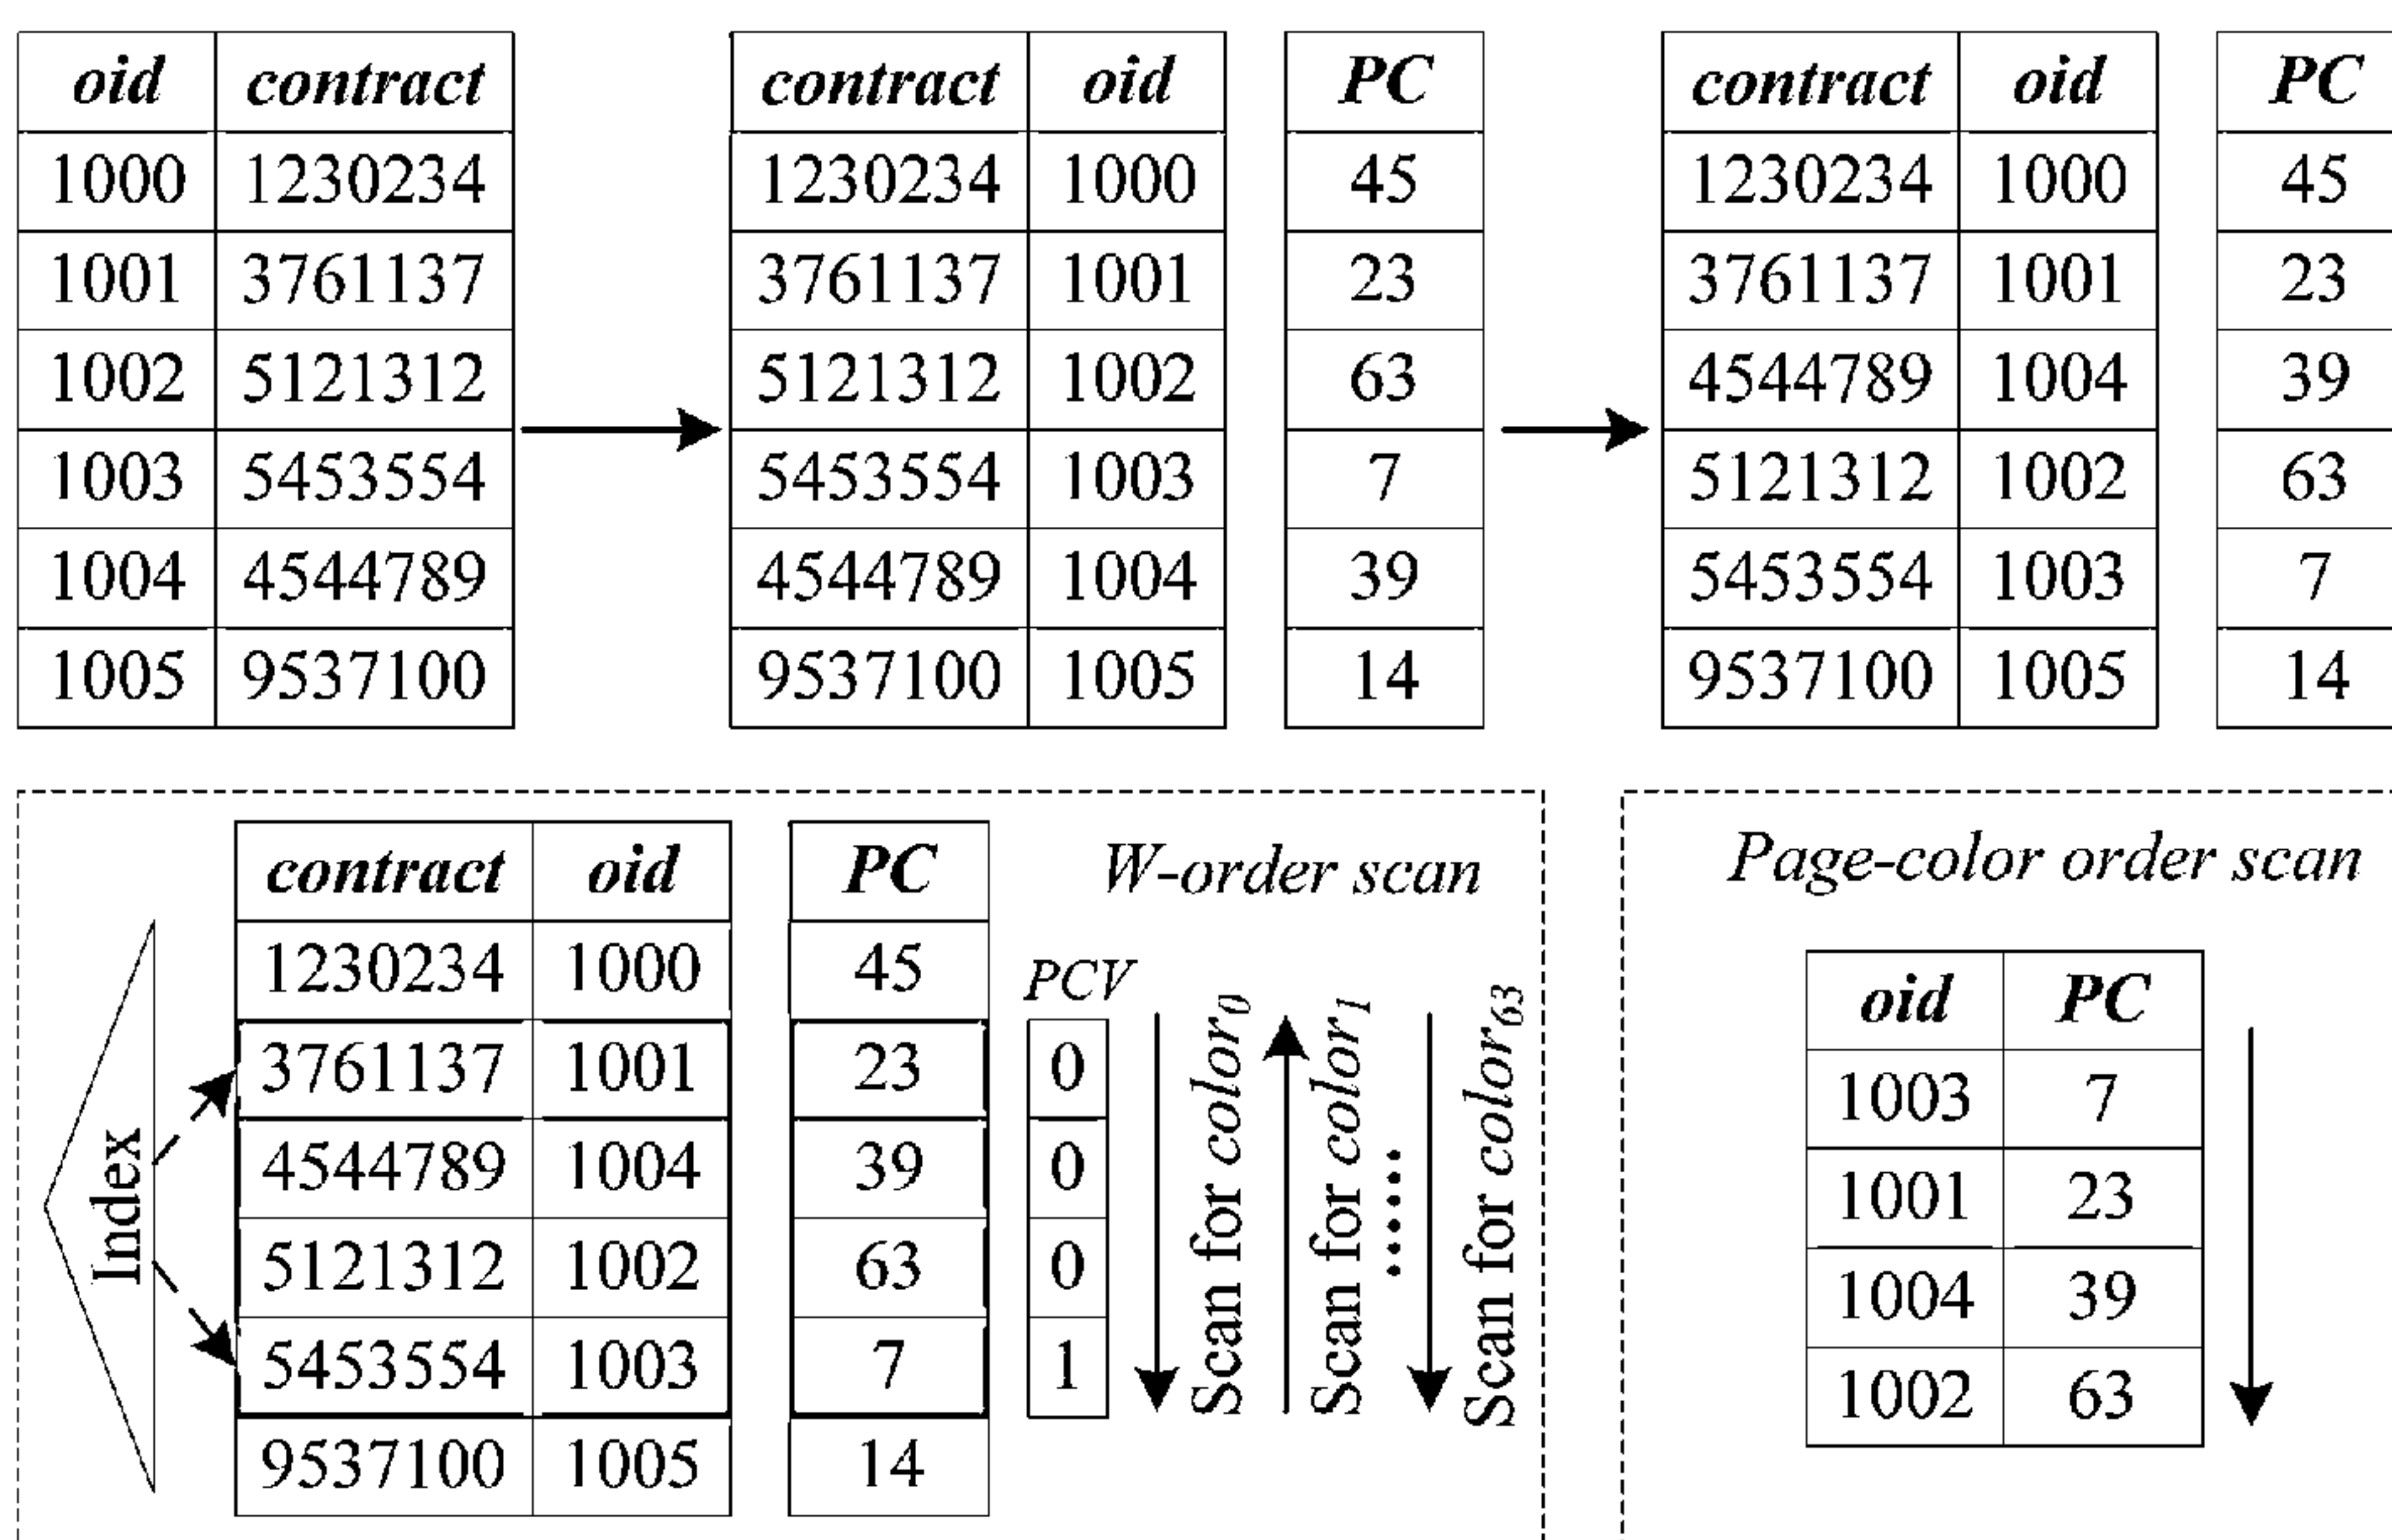 oid contract
1000 1230234
1001 3761137
1002 5121312
1003 5453554
1004 4544789
1005 9537100
contract oid PC
1230234 1000 45
3761137 1001 23
5121312 1002 63
5453554 1003 7
4544789 1004 39
9537100 1005 14
contract oid PC
1230234 1000 45
3761137 1001 23
4544789 1004 39
5121312 1002 63
5453554 1003 7
9537100 1005 14
Index
contract oid PC
1230234 1000 45
3761137 1001 23
4544789 1004 39
5121312 1002 63
5453554 1003 7
9537100 1005 14
PCV
0
0
0
1
W-order scan
Scan for color0
Scan for color1
......
Scan for color63
Page-color order scan
oid PC
1003 7
1001 23
1004 39
1002 63